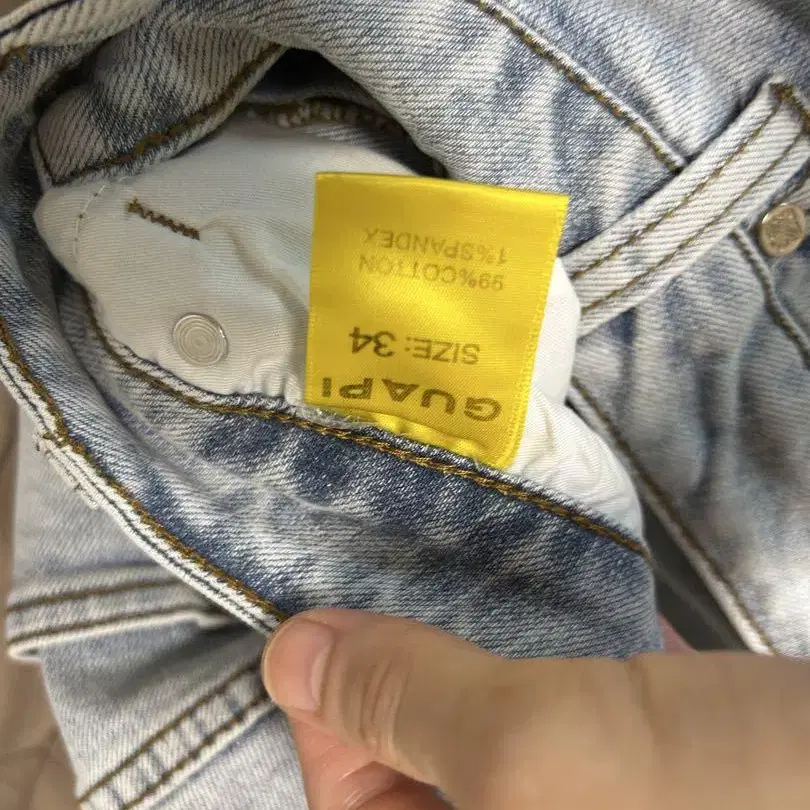 GUAPI
SIZE: 34
99%COTTON
1%SPANDEX